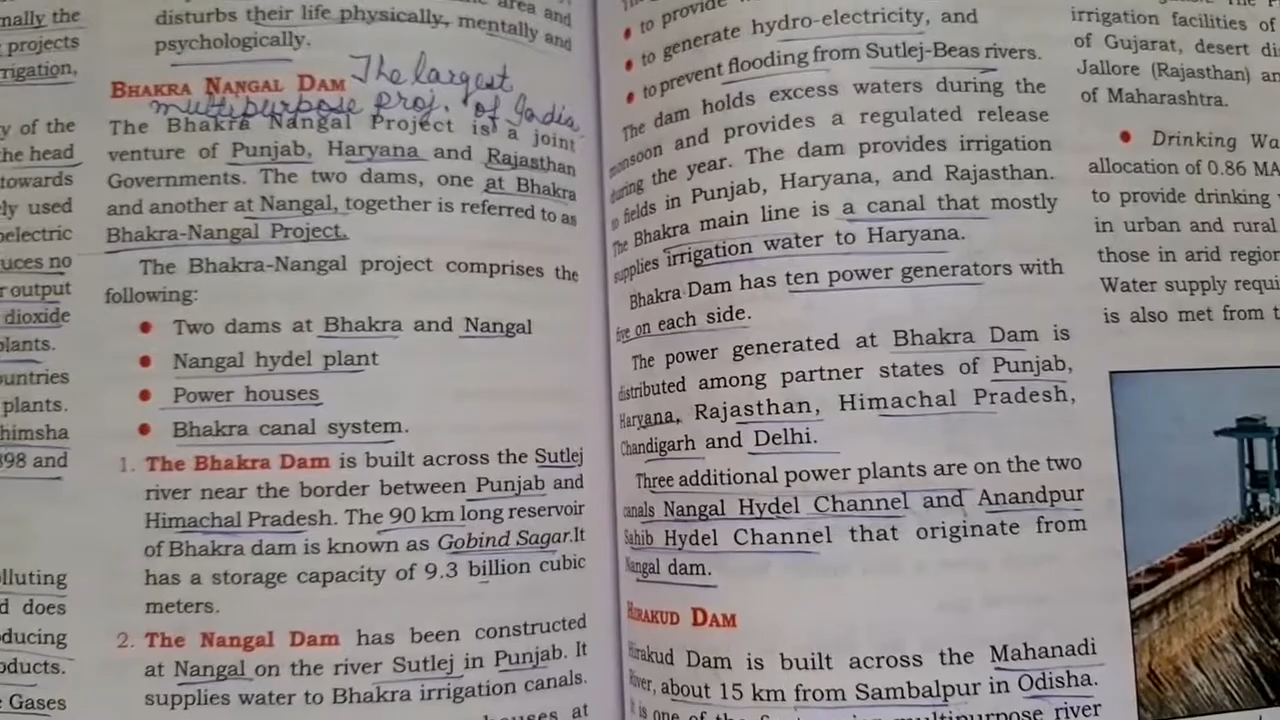 nally the
projects
rrigation,
y of the
he head
towards
ly used
oelectric
uces no
r output
dioxide
plants.
ountries
plants.
himsha
898 and
lluting
d does
ducing
oducts.
Gases
area and
disturbs their life physically, mentally and
psychologically.
BHAKRA NANGAL DAM The largest
multipurpose proj. of India
The Bhakra Nangal Project is a joint
venture of Punjab, Haryana and Rajasthan
Governments. The two dams, one at Bhakra
and another at Nangal, together is referred to as
Bhakra-Nangal Project.
The Bhakra-Nangal project comprises the
following:
• Two dams at Bhakra and Nangal
• Nangal hydel plant
• Power houses
• Bhakra canal system.
1. The Bhakra Dam is built across the Sutlej
river near the border between Punjab and
Himachal Pradesh. The 90 km long reservoir
of Bhakra dam is known as Gobind Sagar.It
has a storage capacity of 9.3 billion cubic
meters.
2. The Nangal Dam has been constructed
at Nangal on the river Sutlej in Punjab. It
supplies water to Bhakra irrigation canals.
at
• to provide
• to generate hydro-electricity, and
• to prevent flooding from Sutlej-Beas rivers.
The dam holds excess waters during the
monsoon and provides a regulated release
during the year. The dam provides irrigation
to fields in Punjab, Haryana, and Rajasthan.
The Bhakra main line is a canal that mostly
supplies irrigation water to Haryana.
Bhakra Dam has ten power generators with
five on each side.
The power generated at Bhakra Dam is
distributed among partner states of Punjab,
Haryana, Rajasthan, Himachal Pradesh,
Chandigarh and Delhi.
Three additional power plants are on the two
canals Nangal Hydel Channel and Anandpur
Sahib Hydel Channel that originate from
Nangal dam.
HIRAKUD DAM
Hirakud Dam is built across the Mahanadi
River, about 15 km from Sambalpur in Odisha.
It is one of the multipurpose river
irrigation facilities of
of Gujarat, desert di
Jallore (Rajasthan) an
of Maharashtra.
• Drinking Wa
allocation of 0.86 MA
to provide drinking
in urban and rural
those in arid region
Water supply requi
is also met from t